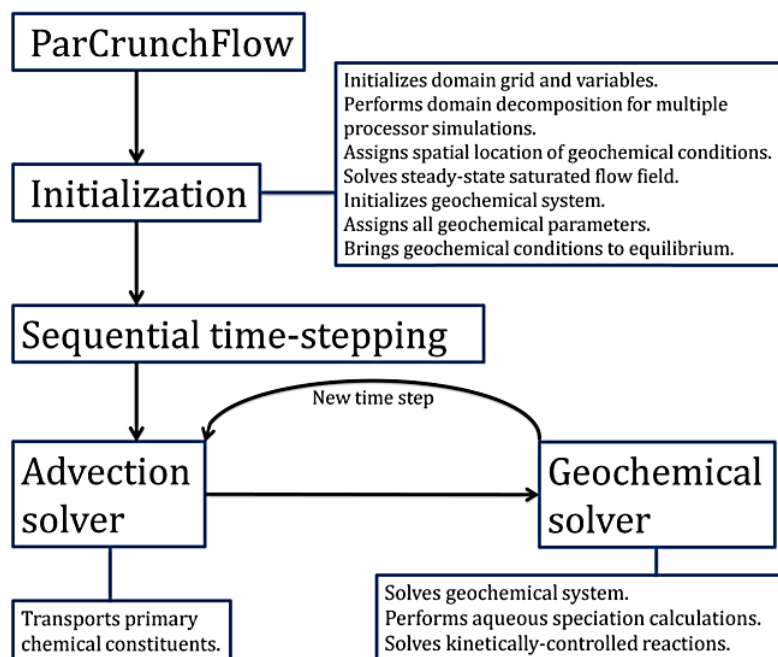 ParCrunchFlow
Initializes domain grid and variables.
Performs domain decomposition for multiple
processor simulations.
Assigns spatial location of geochemical conditions.
Solves steady-state saturated flow field.
Initializes geochemical system.
Assigns all geochemical parameters.
Brings geochemical conditions to equilibrium.
Initialization
Sequential time-stepping
New time step
Advection
solver
Geochemical
solver
Transports primary
chemical constituents.
Solves geochemical system.
Performs aqueous speciation calculations.
Solves kinetically-controlled reactions.